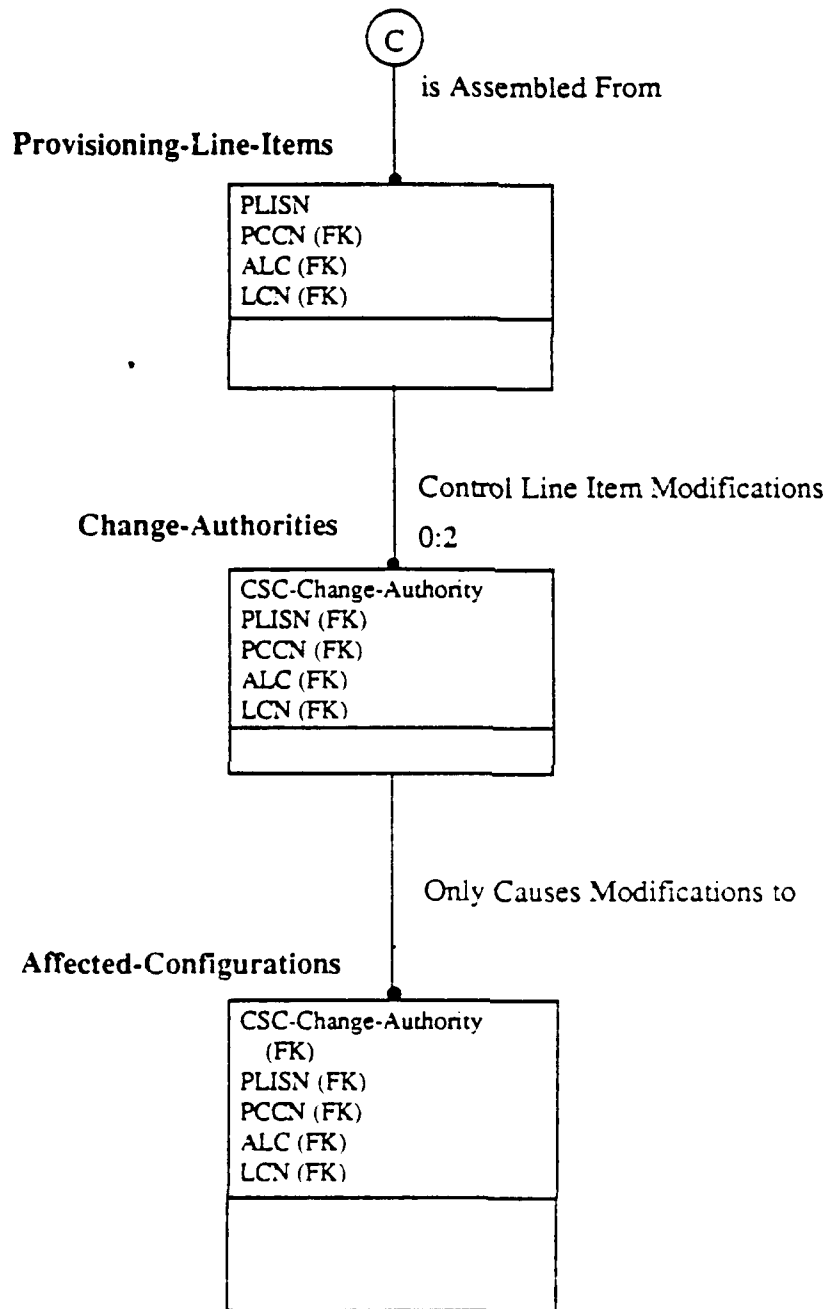 C
is Assembled From
Provisioning-Line-Items
PLISN
PCCN (FK)
ALC (FK)
LCN (FK)
Control Line Item Modifications
Change-Authorities
0:2
CSC-Change-Authority
PLISN (FK)
PCCN (FK)
ALC (FK)
LCN (FK)
Only Causes Modifications to
Affected-Configurations
CSC-Change-Authority
(FK)
PLISN (FK)
PCCN (FK)
ALC (FK)
LCN (FK)